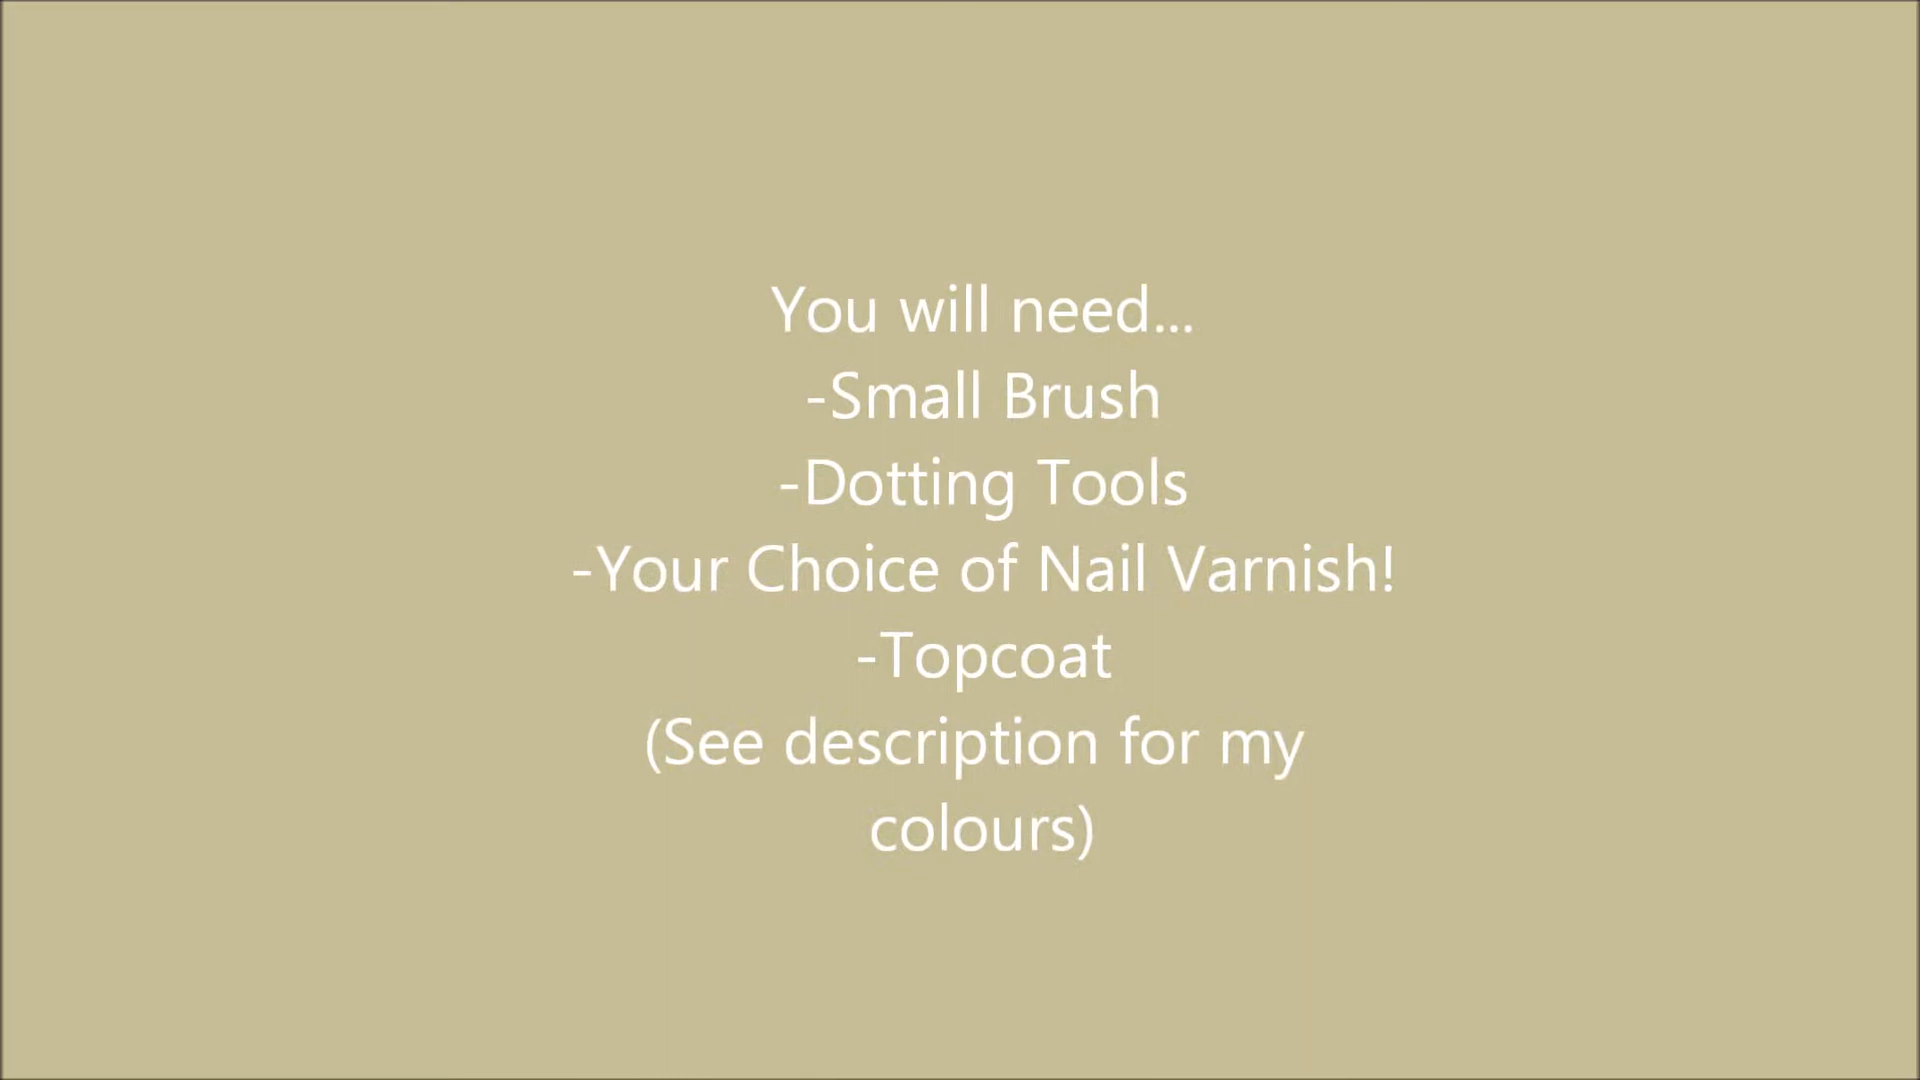 You will need...
-Small Brush
-Dotting Tools
-Your Choice of Nail Varnish!
-Topcoat
(See description for my
colours)